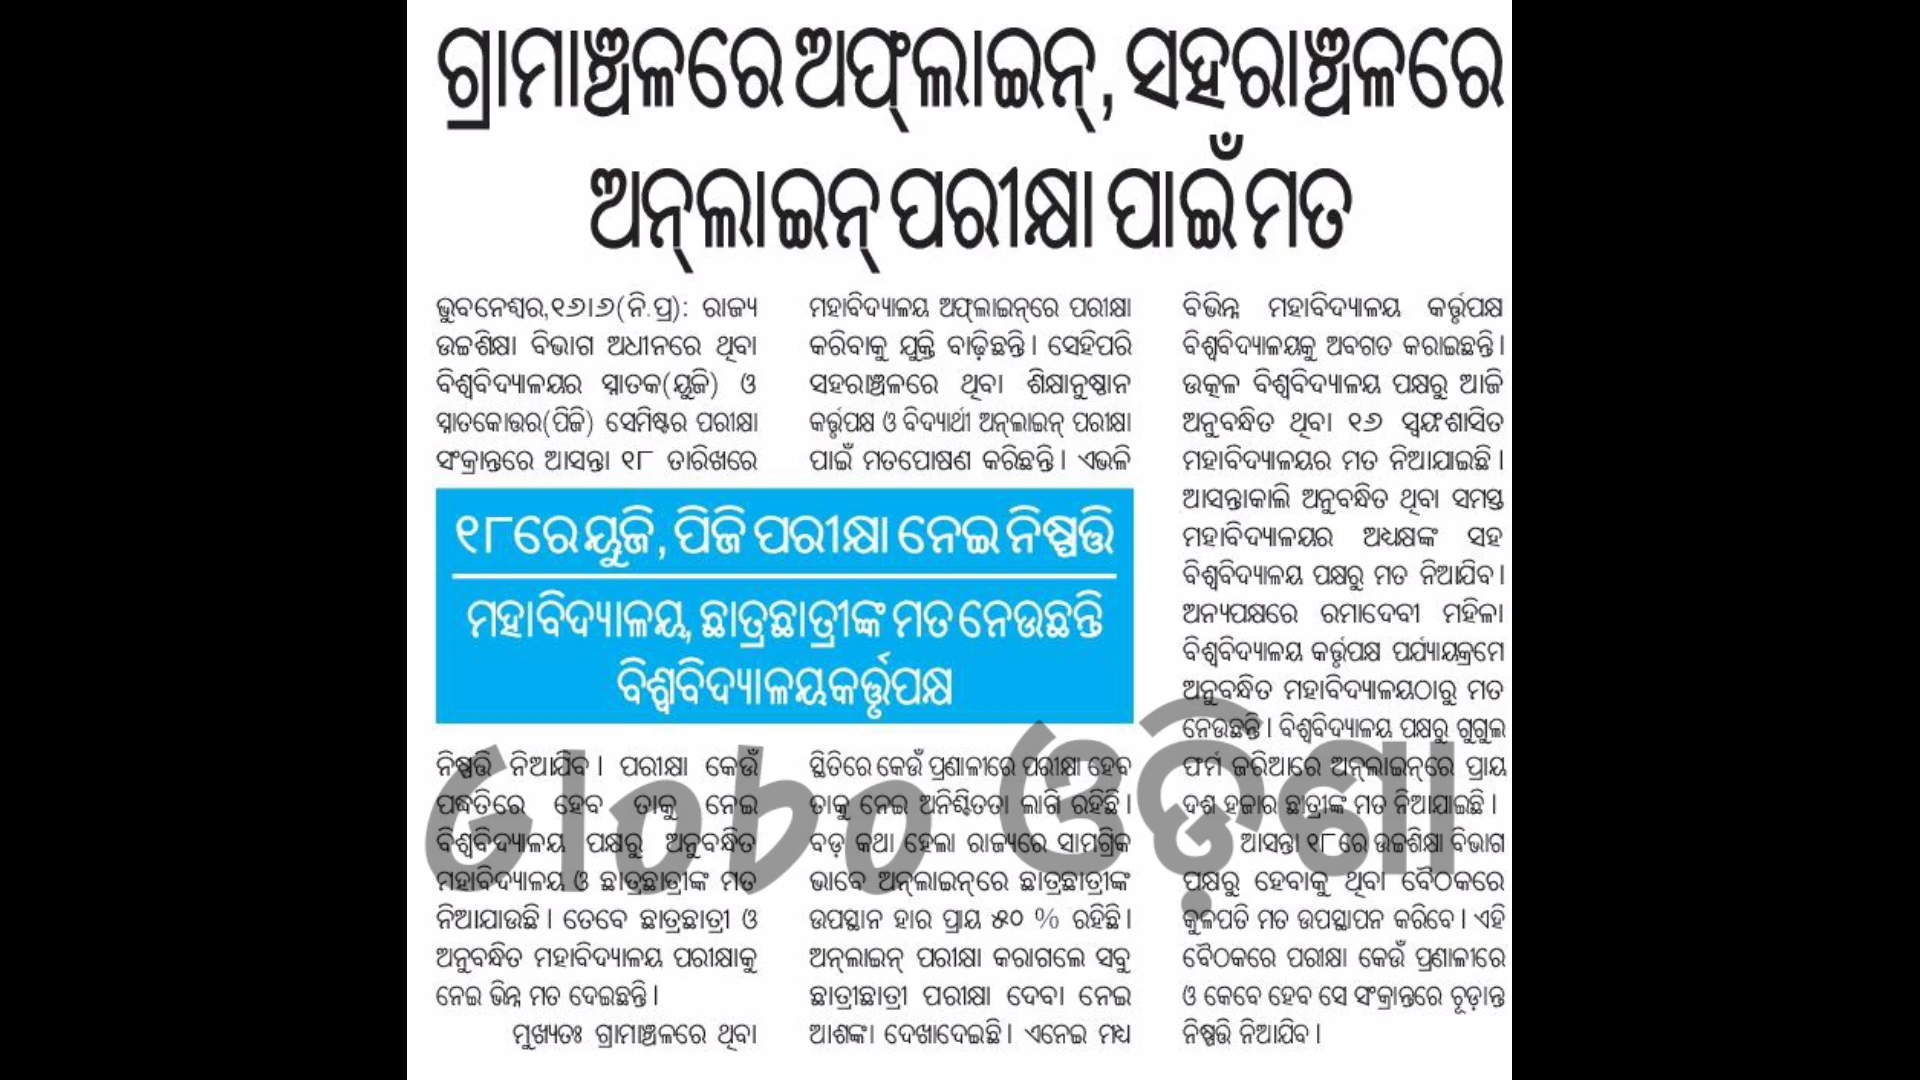 ଗ୍ରାମାଞ୍ଚଳରେ ଅଫ୍‌ଲାଇନ୍, ସହରାଞ୍ଚଳରେ
ଅନ୍‌ଲାଇନ୍ ପରୀକ୍ଷା ପାଇଁ ମତ
ଭୁବନେଶ୍ୱର,୧୬।୬(ନି.ପ୍ର): ରାଜ୍ୟ
ଉଚ୍ଚଶିକ୍ଷା ବିଭାଗ ଅଧୀନରେ ଥିବା
ବିଶ୍ୱବିଦ୍ୟାଳୟର ସ୍ନାତକ(ୟୁଜି) ଓ
ସ୍ନାତକୋତ୍ତର(ପିଜି) ସେମିଷ୍ଟର ପରୀକ୍ଷା
ସଂକ୍ରାନ୍ତରେ ଆସନ୍ତା ୧୮ ତାରିଖରେ
୧୮ରେ ୟୁଜି, ପିଜି ପରୀକ୍ଷା ନେଇ ନିଷ୍ପତ୍ତି
ମହାବିଦ୍ୟାଳୟ, ଛାତ୍ରଛାତ୍ରୀଙ୍କ ମତ ନେଉଛନ୍ତି
ବିଶ୍ୱବିଦ୍ୟାଳୟକର୍ତ୍ତୃପକ୍ଷ
ନିଷ୍ପତ୍ତି ନିଆଯିବ। ପରୀକ୍ଷା କେଉଁ
ପଦ୍ଧତିରେ ହେବ ତାକୁ ନେଇ
ବିଶ୍ୱବିଦ୍ୟାଳୟ ପକ୍ଷରୁ ଅନୁବନ୍ଧିତ
ମହାବିଦ୍ୟାଳୟ ଓ ଛାତ୍ରଛାତ୍ରୀଙ୍କ ମତ
ନିଆଯାଉଛି। ତେବେ ଛାତ୍ରଛାତ୍ରୀ ଓ
ଅନୁବନ୍ଧିତ ମହାବିଦ୍ୟାଳୟ ପରୀକ୍ଷାକୁ
ନେଇ ଭିନ୍ନ ମତ ଦେଇଛନ୍ତି।
ମୁଖ୍ୟତଃ ଗ୍ରାମାଞ୍ଚଳରେ ଥିବା
ମହାବିଦ୍ୟାଳୟ ଅଫ୍‌ଲାଇନ୍‌ରେ ପରୀକ୍ଷା
କରିବାକୁ ଯୁକ୍ତି ବାଢ଼ିଛନ୍ତି। ସେହିପରି
ସହରାଞ୍ଚଳରେ ଥିବା ଶିକ୍ଷାନୁଷ୍ଠାନ
କର୍ତ୍ତୃପକ୍ଷ ଓ ବିଦ୍ୟାର୍ଥୀ ଅନ୍‌ଲାଇନ୍ ପରୀକ୍ଷା
ପାଇଁ ମତପୋଷଣ କରିଛନ୍ତି। ଏଭଳି
ସ୍ଥିତିରେ କେଉଁ ପ୍ରଣାଳୀରେ ପରୀକ୍ଷା ହେବ
ତାକୁ ନେଇ ଅନିଶ୍ଚିତତା ଲାଗି ରହିଛି।
ବଡ଼ କଥା ହେଲା ରାଜ୍ୟରେ ସାମଗ୍ରିକ
ଭାବେ ଅନ୍‌ଲାଇନ୍‌ରେ ଛାତ୍ରଛାତ୍ରୀଙ୍କ
ଉପସ୍ଥାନ ହାର ପ୍ରାୟ ୫୦ % ରହିଛି।
ଅନ୍‌ଲାଇନ୍ ପରୀକ୍ଷା କରାଗଲେ ସବୁ
ଛାତ୍ରୀଛାତ୍ରୀ ପରୀକ୍ଷା ଦେବା ନେଇ
ଆଶଙ୍କା ଦେଖାଦେଇଛି। ଏନେଇ ମଧ୍ୟ
ବିଭିନ୍ନ ମହାବିଦ୍ୟାଳୟ କର୍ତ୍ତୃପକ୍ଷ
ବିଶ୍ୱବିଦ୍ୟାଳୟକୁ ଅବଗତ କରାଇଛନ୍ତି।
ଉତ୍କଳ ବିଶ୍ୱବିଦ୍ୟାଳୟ ପକ୍ଷରୁ ଆଜି
ଅନୁବନ୍ଧିତ ଥିବା ୧୬ ସ୍ୱୟଂଶାସିତ
ମହାବିଦ୍ୟାଳୟର ମତ ନିଆଯାଇଛି।
ଆସନ୍ତାକାଲି ଅନୁବନ୍ଧିତ ଥିବା ସମସ୍ତ
ମହାବିଦ୍ୟାଳୟର ଅଧ୍ୟକ୍ଷଙ୍କ ସହ
ବିଶ୍ୱବିଦ୍ୟାଳୟ ପକ୍ଷରୁ ମତ ନିଆଯିବ।
ଅନ୍ୟପକ୍ଷରେ ରମାଦେବୀ ମହିଳା
ବିଶ୍ୱବିଦ୍ୟାଳୟ କର୍ତ୍ତୃପକ୍ଷ ପର୍ଯ୍ୟାୟକ୍ରମେ
ଅନୁବନ୍ଧିତ ମହାବିଦ୍ୟାଳୟଠାରୁ ମତ
ନେଉଛନ୍ତି। ବିଶ୍ୱବିଦ୍ୟାଳୟ ପକ୍ଷରୁ ଗୁଗୁଲ
ଫର୍ମ ଜରିଆରେ ଅନ୍‌ଲାଇନ୍‌ରେ ପ୍ରାୟ
ଦଶ ହଜାର ଛାତ୍ରୀଙ୍କ ମତ ନିଆଯାଇଛି।
ଆସନ୍ତା ୧୮ରେ ଉଚ୍ଚଶିକ୍ଷା ବିଭାଗ
ପକ୍ଷରୁ ହେବାକୁ ଥିବା ବୈଠକରେ
କୁଳପତି ମତ ଉପସ୍ଥାପନ କରିବେ। ଏହି
ବୈଠକରେ ପରୀକ୍ଷା କେଉଁ ପ୍ରଣାଳୀରେ
ଓ କେବେ ହେବ ସେ ସଂକ୍ରାନ୍ତରେ ଚୂଡ଼ାନ୍ତ
ନିଷ୍ପତ୍ତି ନିଆଯିବ।
Globo ଓଡ଼ିଶା